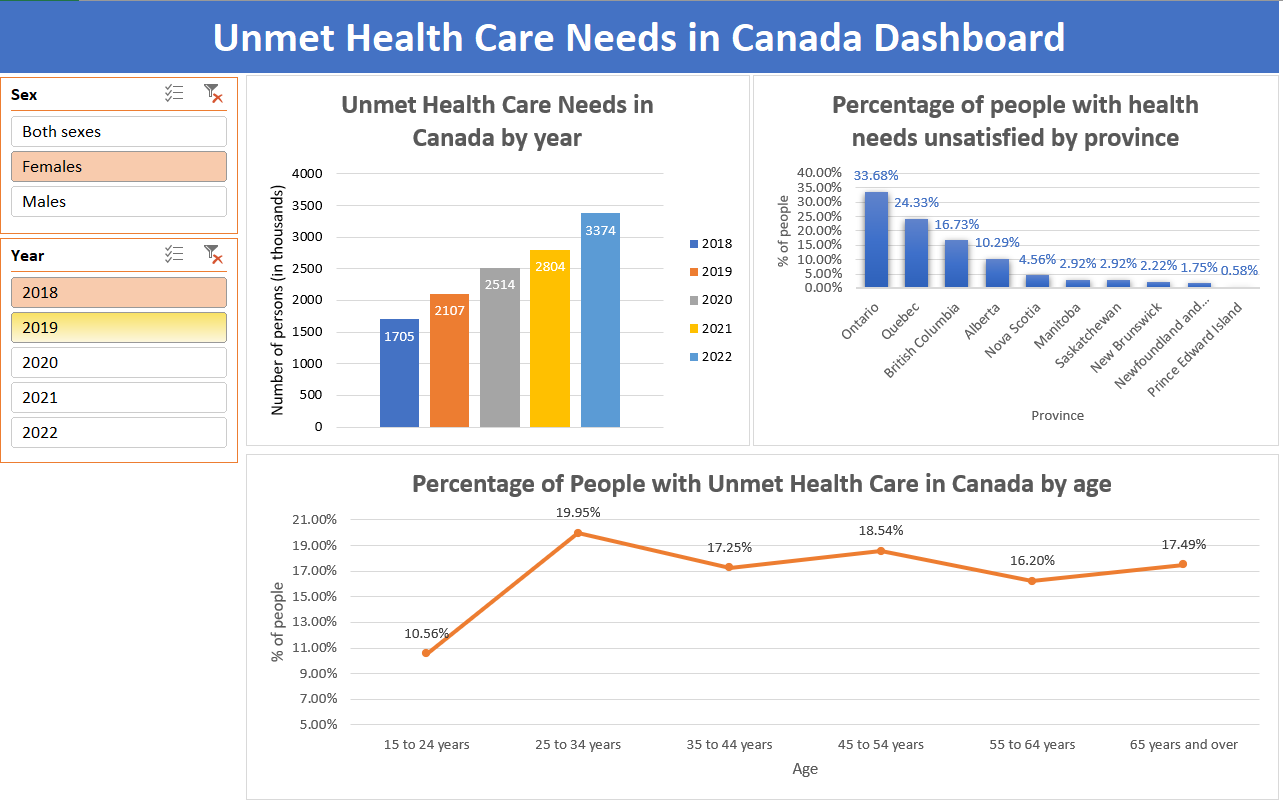 Unmet Health Care Needs in Canada Dashboard
Sex
Both sexes
Females
Males
Year
2018
2019
2020
2021
2022
Unmet Health Care Needs in
Canada by year
Number of persons (in thousands)
4000
3500
3000
2500
2000
1500
1000
500
0
1705
2107
2514
2804
3374
2018
2019
2020
2021
2022
Percentage of people with health
needs unsatisfied by province
% of people
40.00%
35.00%
30.00%
25.00%
20.00%
15.00%
10.00%
5.00%
0.00%
33.68%
24.33%
16.73%
10.29%
4.56%
2.92%
2.92%
2.22%
1.75%
0.58%
Ontario
Quebec
British Columbia
Alberta
Nova Scotia
Manitoba
Saskatchewan
New Brunswick
Newfoundland and...
Prince Edward Island
Province
Percentage of People with Unmet Health Care in Canada by age
% of people
21.00%
19.00%
17.00%
15.00%
13.00%
11.00%
9.00%
7.00%
5.00%
10.56%
19.95%
17.25%
18.54%
16.20%
17.49%
15 to 24 years
25 to 34 years
35 to 44 years
45 to 54 years
55 to 64 years
65 years and over
Age